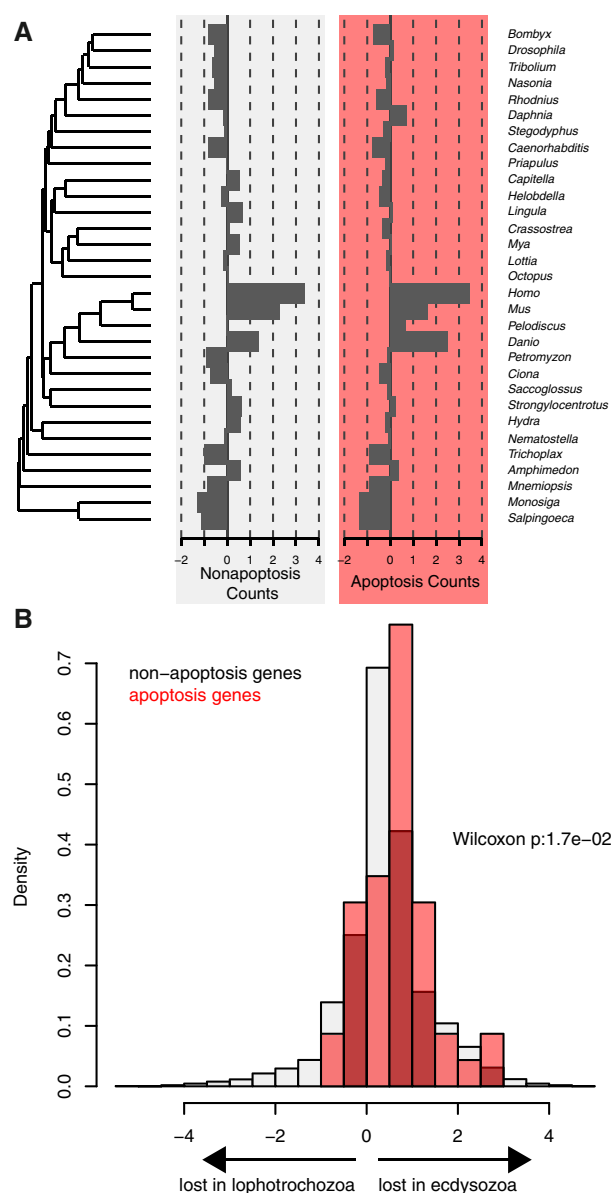 A
Bombyx
Drosophila
Tribolium
Nasonia
Rhodnius
Daphnia
Stegodyphus
Caenorhabditis
Priapulus
Capitella
Helobdella
Lingula
Crassostrea
Mya
Lottia
Octopus
Homo
Mus
Pelodiscus
Danio
Petromyzon
Ciona
Saccoglossus
Strongylocentrotus
Hydra
Nematostella
Trichoplax
Amphimedon
Mnemiopsis
Monosiga
Salpingoeca
−2 −1 0 1 2 3 4
Nonapoptosis
Counts
−2 −1 0 1 2 3 4
Apoptosis Counts
B
non−apoptosis genes
apoptosis genes
Wilcoxon p:1.7e−02
Density
0.7
0.6
0.5
0.4
0.3
0.2
0.1
0.0
−4 −2 0 2 4
lost in lophotrochozoa lost in ecdysozoa